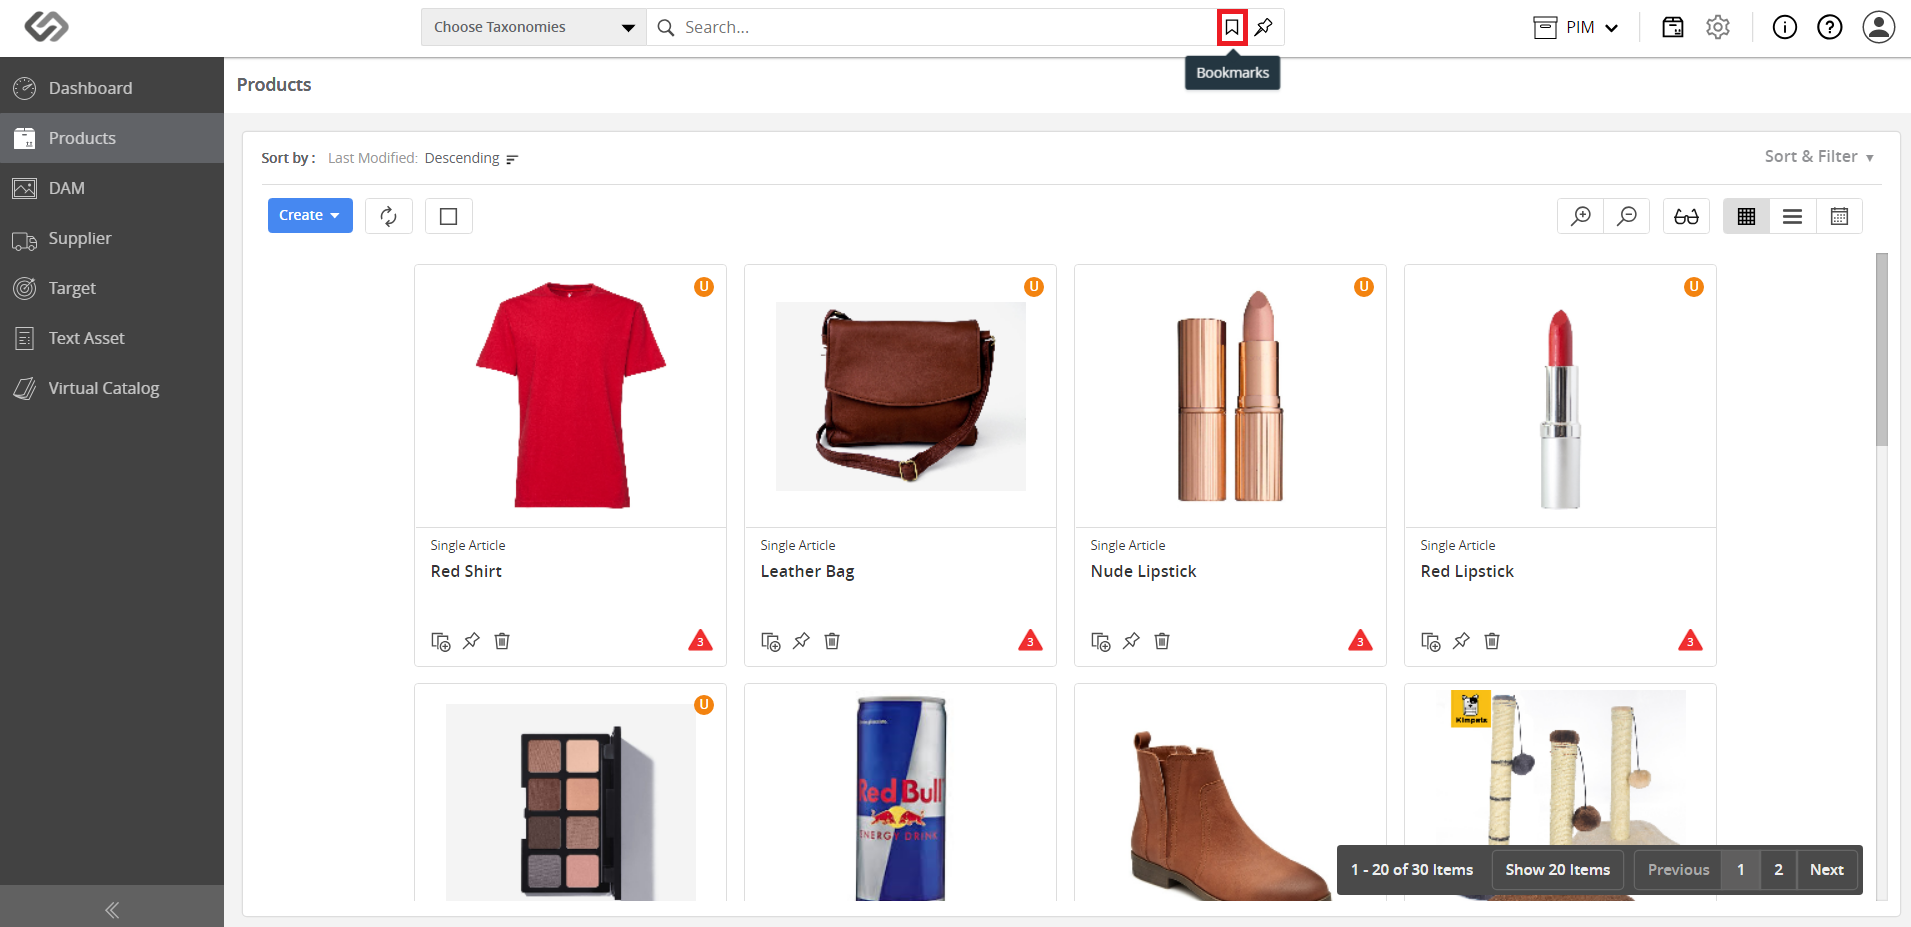 Choose Taxonomies
Search...
PIM
Bookmarks
Dashboard
Products
DAM
Supplier
Target
Text Asset
Virtual Catalog
Products
Sort by : Last Modified: Descending
Sort & Filter
Create
U
U
U
U
Single Article
Red Shirt
3
Single Article
Leather Bag
3
Single Article
Nude Lipstick
3
Single Article
Red Lipstick
3
U
Red Bull
ENERGY DRINK
Kimpets
1 - 20 of 30 Items
Show 20 Items
Previous
1
2
Next